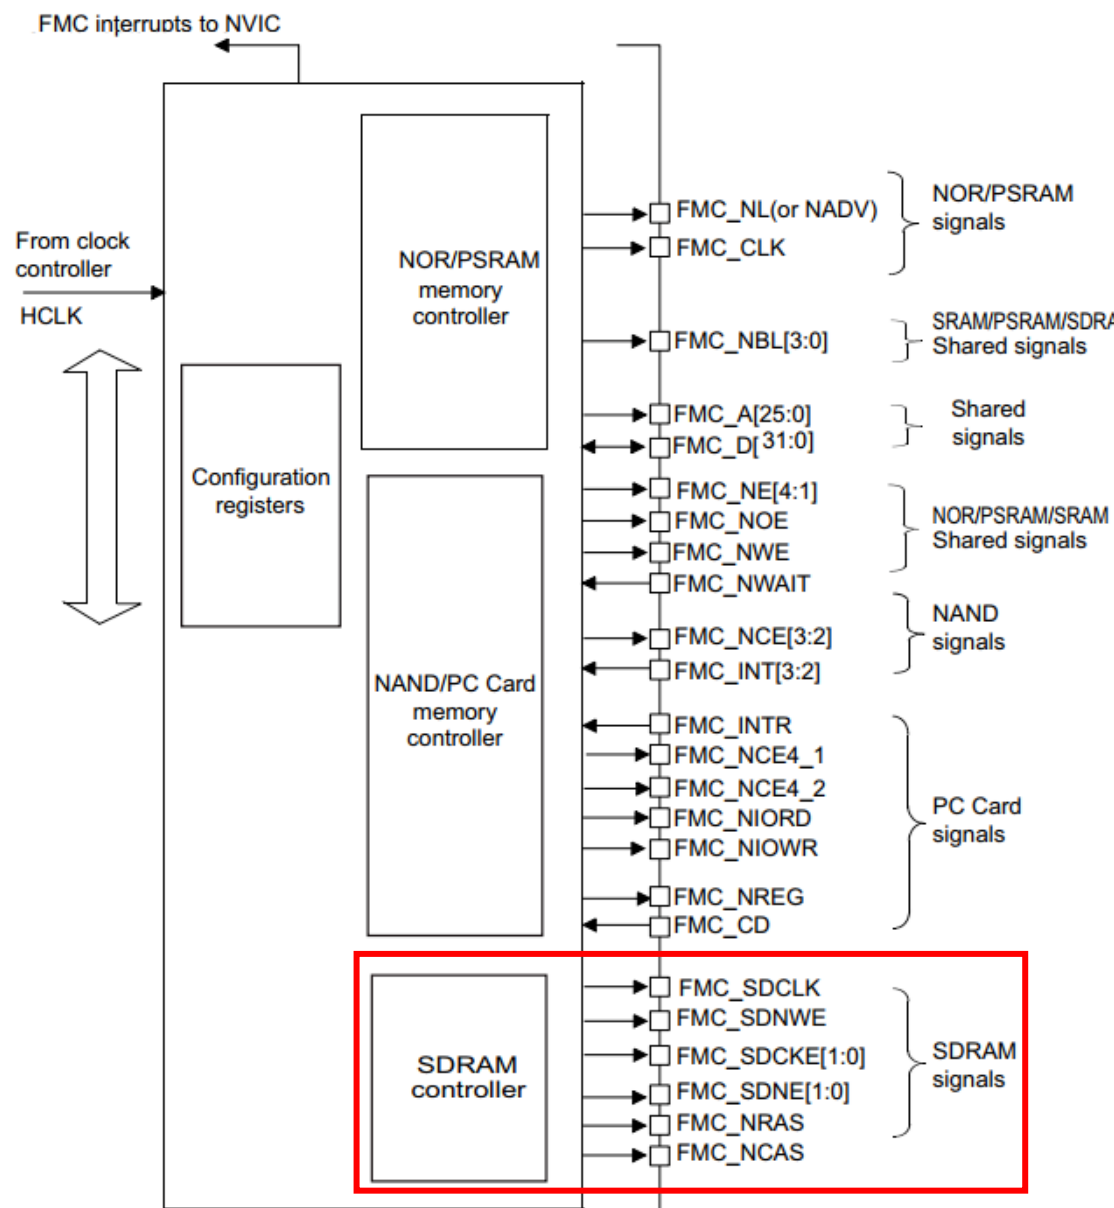 FMC interrupts to NVIC
From clock
controller
HCLK
Configuration
registers
NOR/PSRAM
memory
controller
NAND/PC Card
memory
controller
SDRAM
controller
FMC_NL(or NADV)
FMC_CLK
NOR/PSRAM
signals
FMC_NBL[3:0]
SRAM/PSRAM/SDRA
Shared signals
FMC_A[25:0]
FMC_D[31:0]
Shared
signals
FMC_NE[4:1]
FMC_NOE
FMC_NWE
FMC_NWAIT
NOR/PSRAM/SRAM
Shared signals
FMC_NCE[3:2]
FMC_INT[3:2]
NAND
signals
FMC_INTR
FMC_NCE4_1
FMC_NCE4_2
FMC_NIORD
FMC_NIOWR
FMC_NREG
FMC_CD
PC Card
signals
FMC_SDCLK
FMC_SDNWE
FMC_SDCKE[1:0]
FMC_SDNE[1:0]
FMC_NRAS
FMC_NCAS
SDRAM
signals